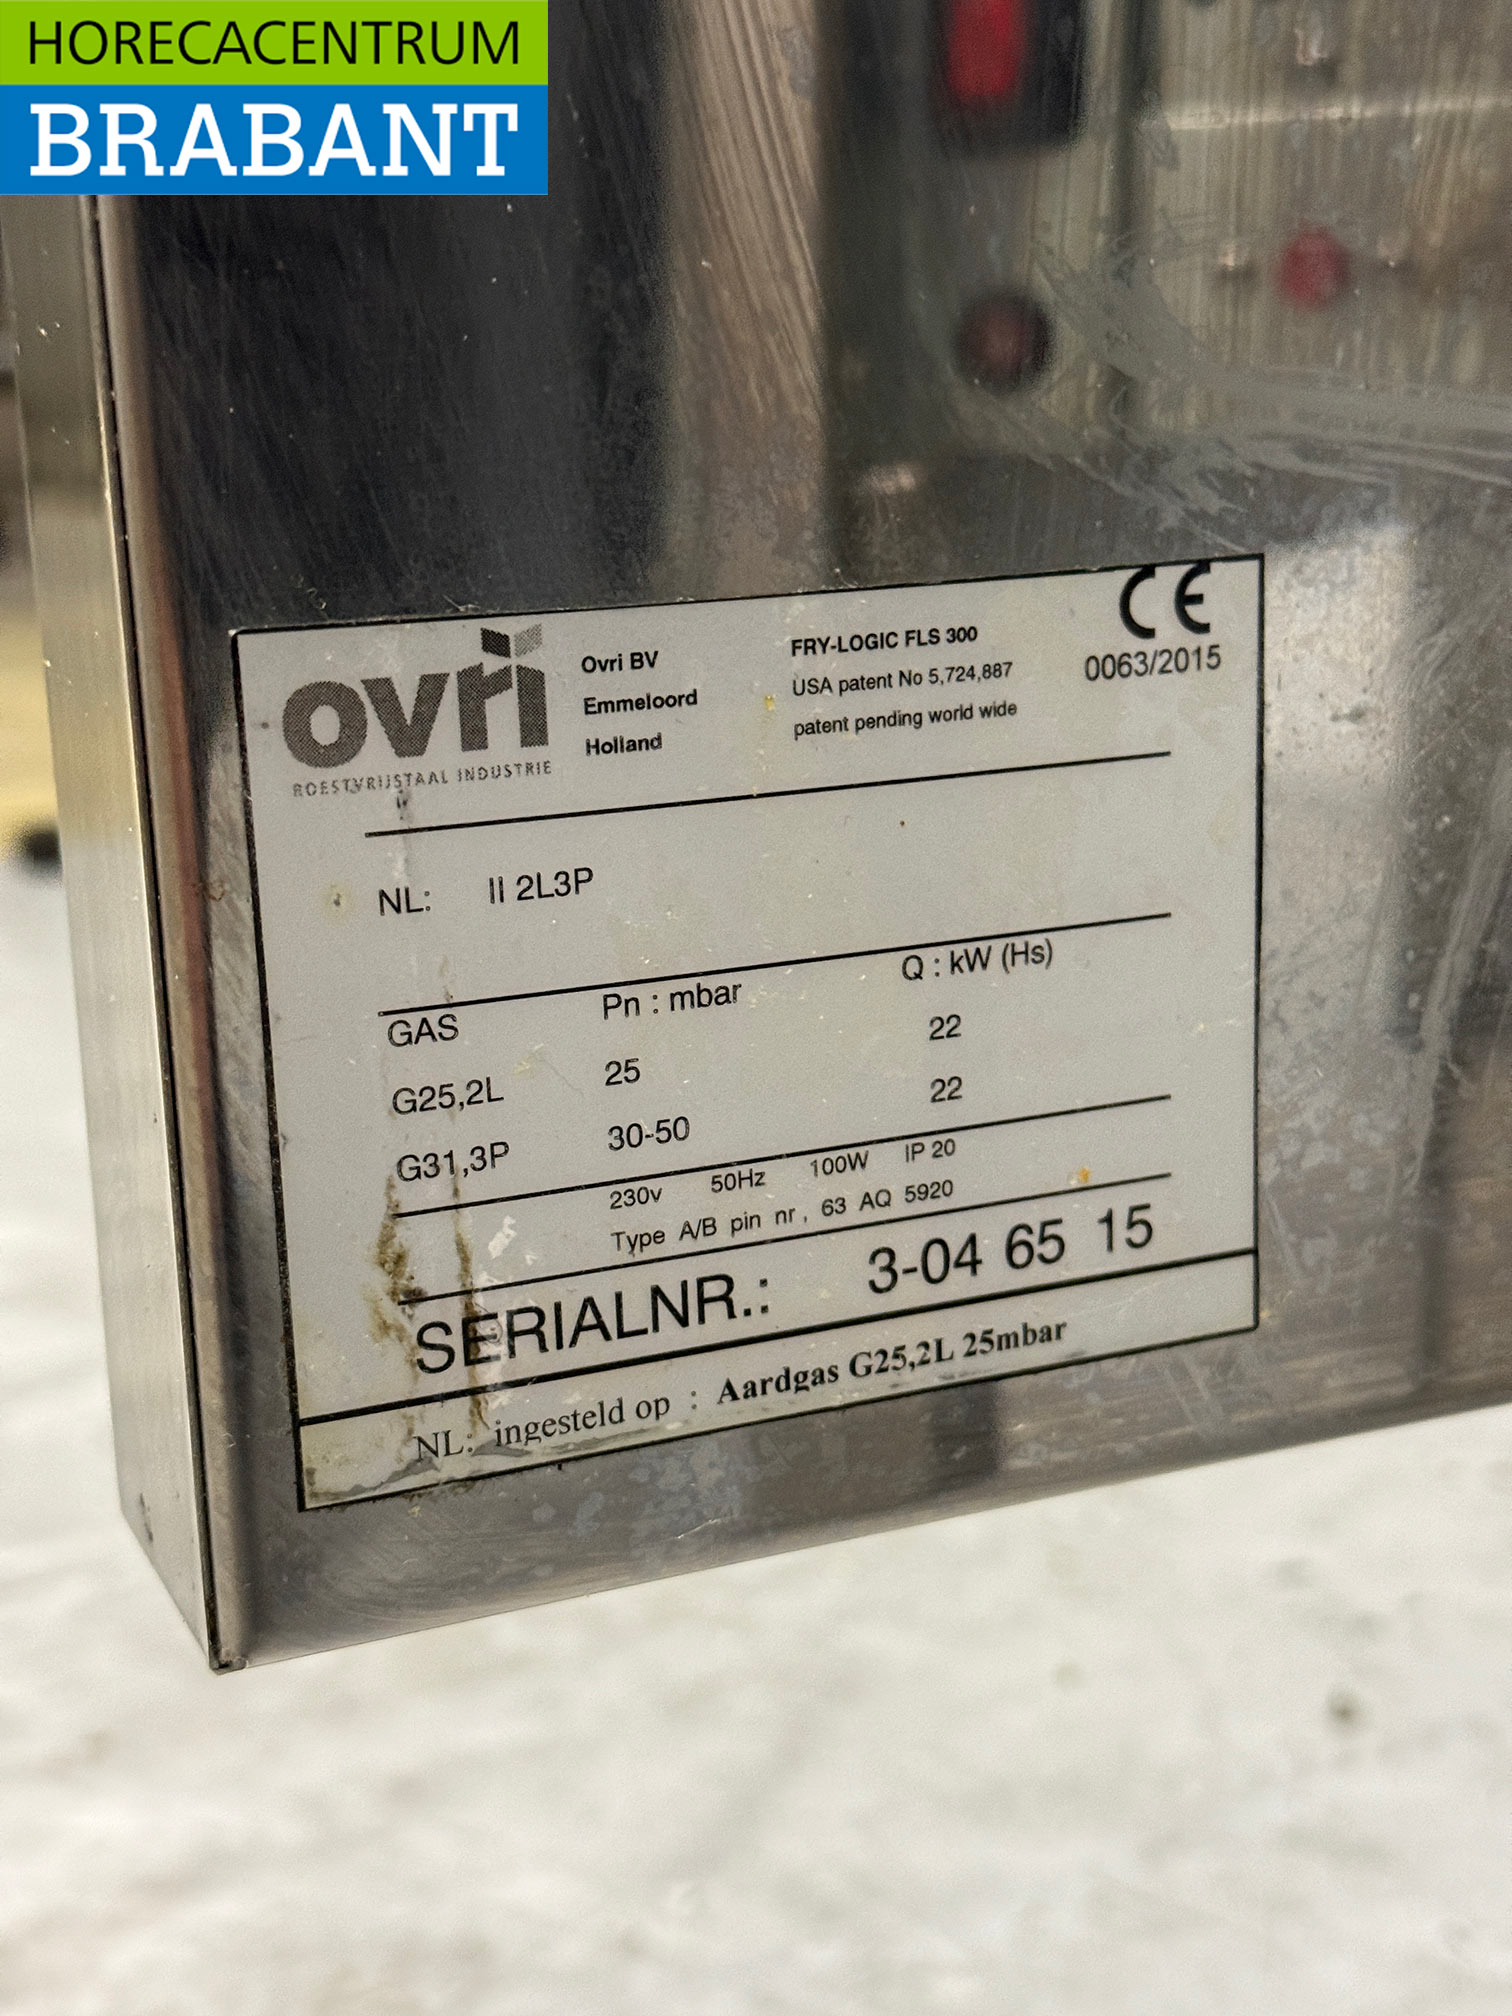 HORECACENTRUM
BRABANT
ovri
ROESTVRIJSTAAL INDUSTRIE
Ovri BV
Emmeloord
Holland
FRY-LOGIC FLS 300
USA patent No 5,724,887
patent pending world wide
CE
0063/2015
NL: II 2L3P
GAS Pn : mbar Q : kW (Hs)
G25,2L 25 22
G31,3P 30-50 22
230v 50Hz 100W IP 20
Type A/B pin nr, 63 AQ 5920
SERIALNR.: 3-04 65 15
NL: ingesteld op : Aardgas G25,2L 25mbar